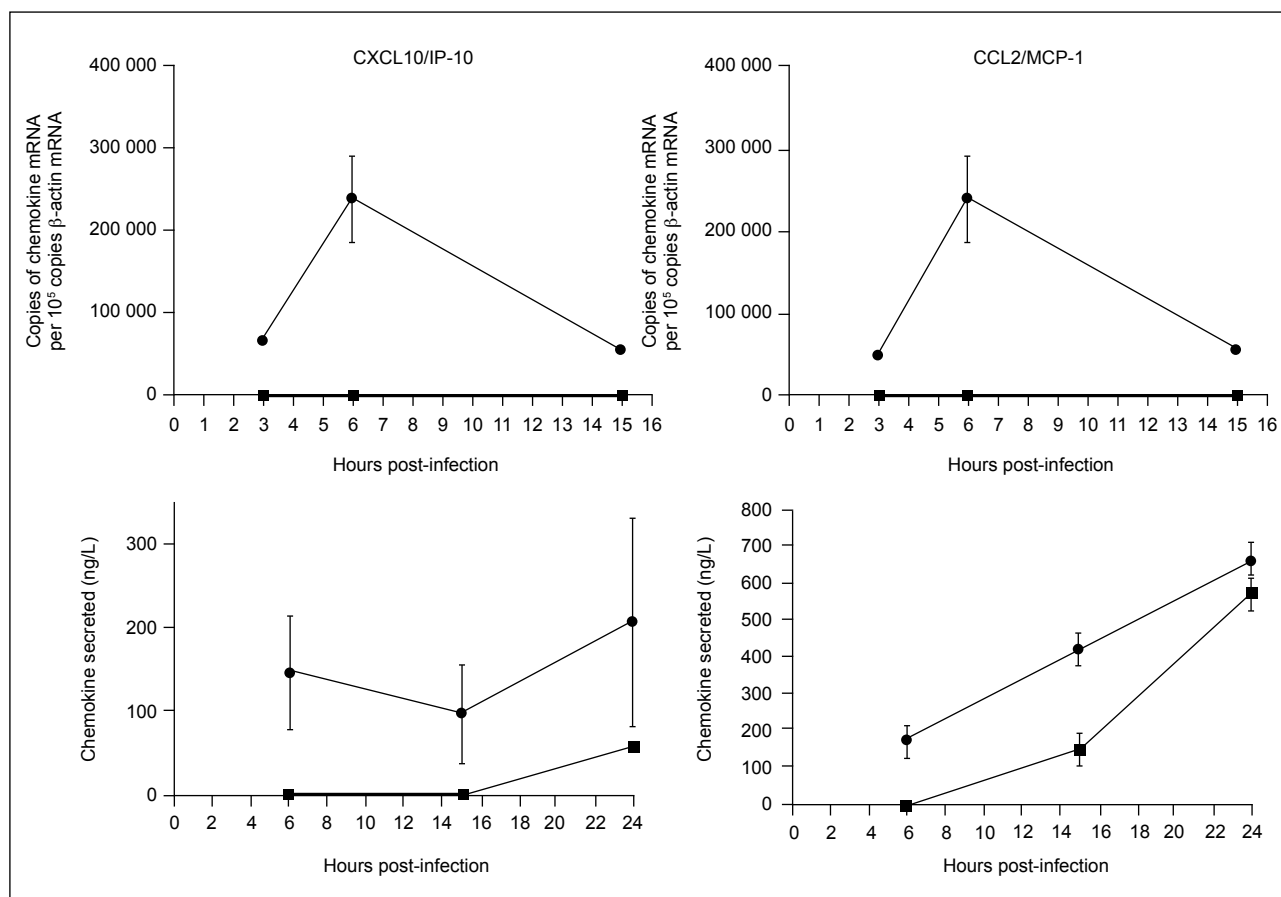 CXCL10/IP-10
Copies of chemokine mRNA
per 10⁵ copies β-actin mRNA
400 000
300 000
200 000
100 000
0
0 1 2 3 4 5 6 7 8 9 10 11 12 13 14 15 16
Hours post-infection
CCL2/MCP-1
Copies of chemokine mRNA
per 10⁵ copies β-actin mRNA
400 000
300 000
200 000
100 000
0
0 1 2 3 4 5 6 7 8 9 10 11 12 13 14 15 16
Hours post-infection
Chemokine secreted (ng/L)
300
200
100
0
0 2 4 6 8 10 12 14 16 18 20 22 24
Hours post-infection
Chemokine secreted (ng/L)
800
700
600
500
400
300
200
100
0
0 2 4 6 8 10 12 14 16 18 20 22 24
Hours post-infection